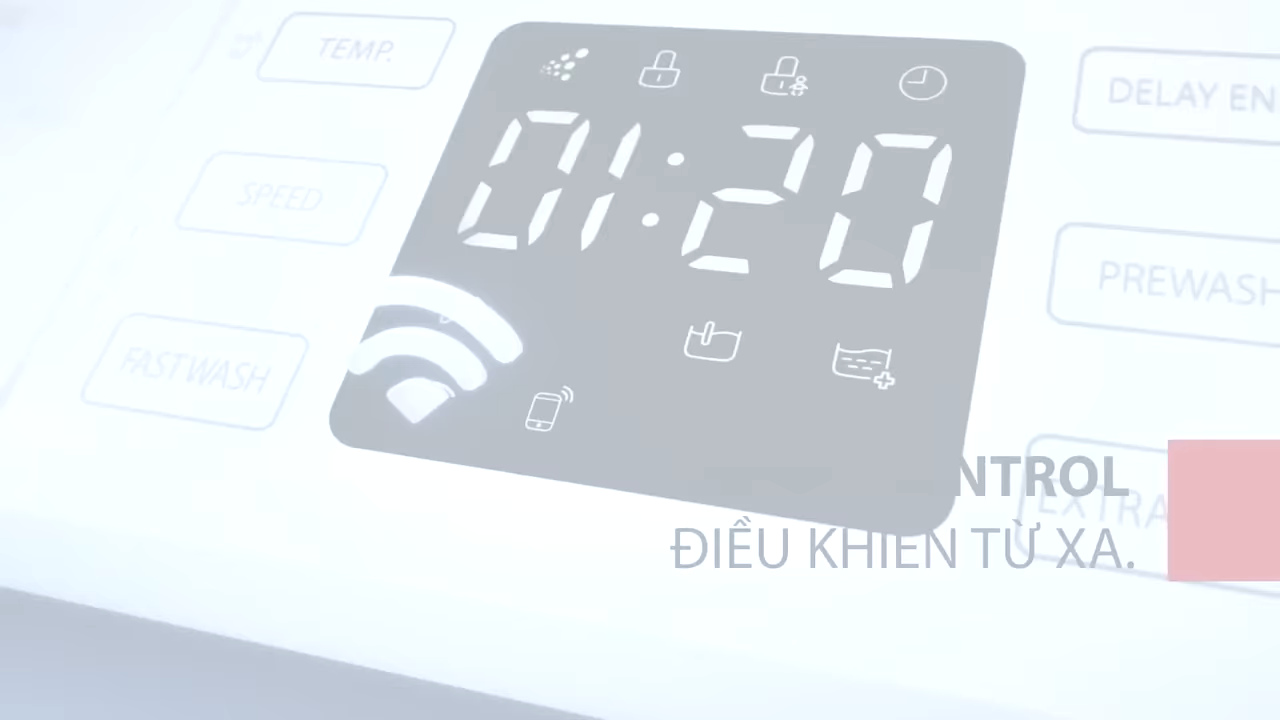 TEMP.
01:20
DELAY EN
SPEED
PREWASH
FASTWASH
NTROL
EXTRA
ĐIỀU KHIỂN TỪ XA.